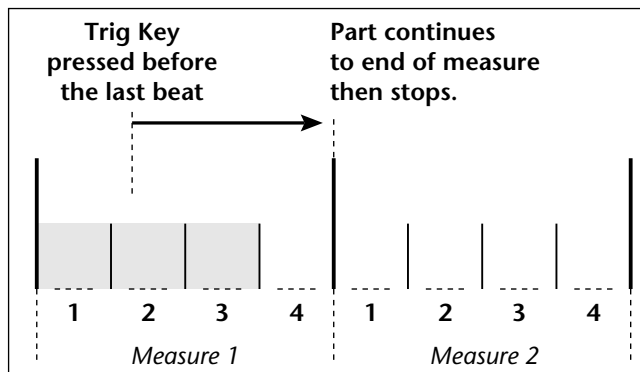 Trig Key
pressed before
the last beat
Part continues
to end of measure
then stops.
1 2 3 4 1 2 3 4
Measure 1 Measure 2